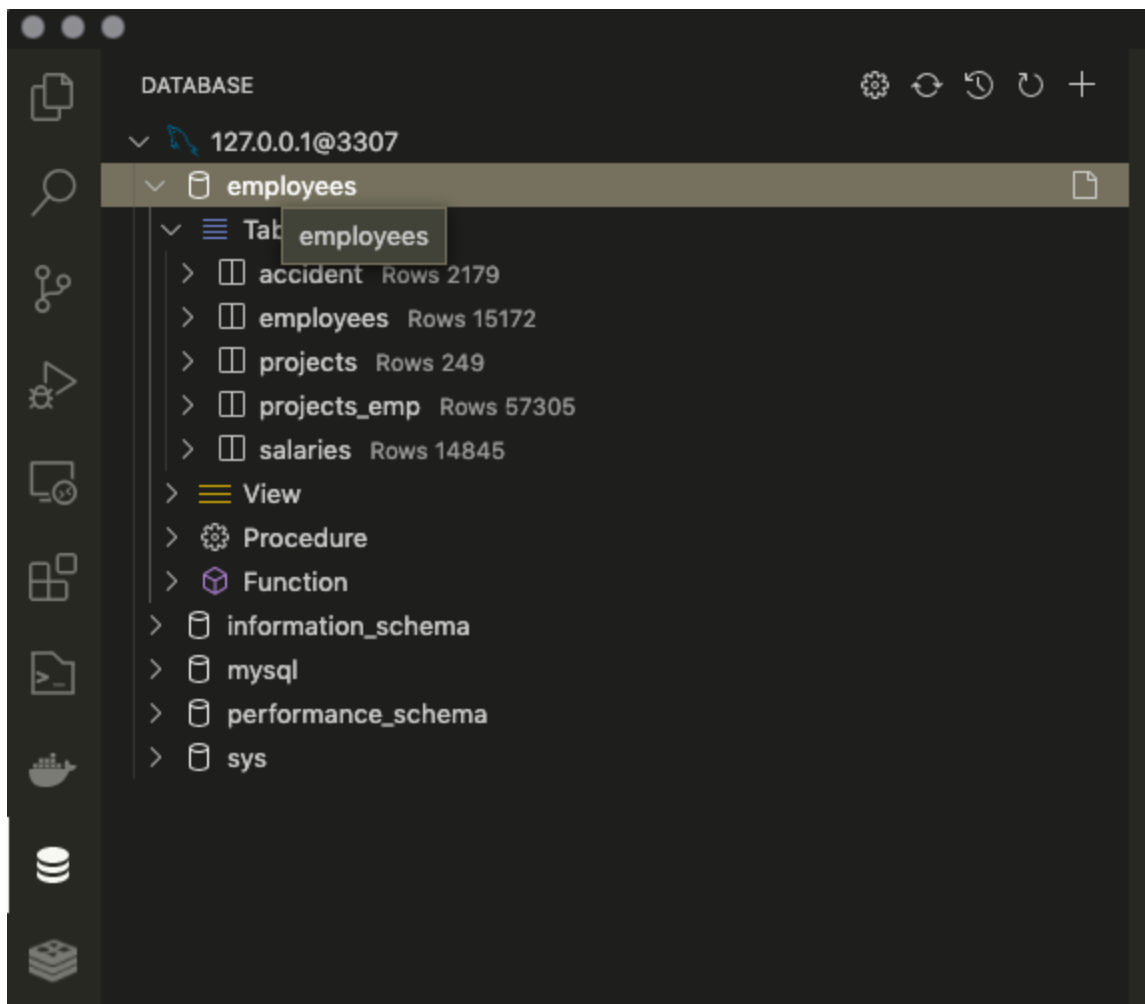 DATABASE
127.0.0.1@3307
employees
Tab
employees
accident Rows 2179
employees Rows 15172
projects Rows 249
projects_emp Rows 57305
salaries Rows 14845
View
Procedure
Function
information_schema
mysql
performance_schema
sys